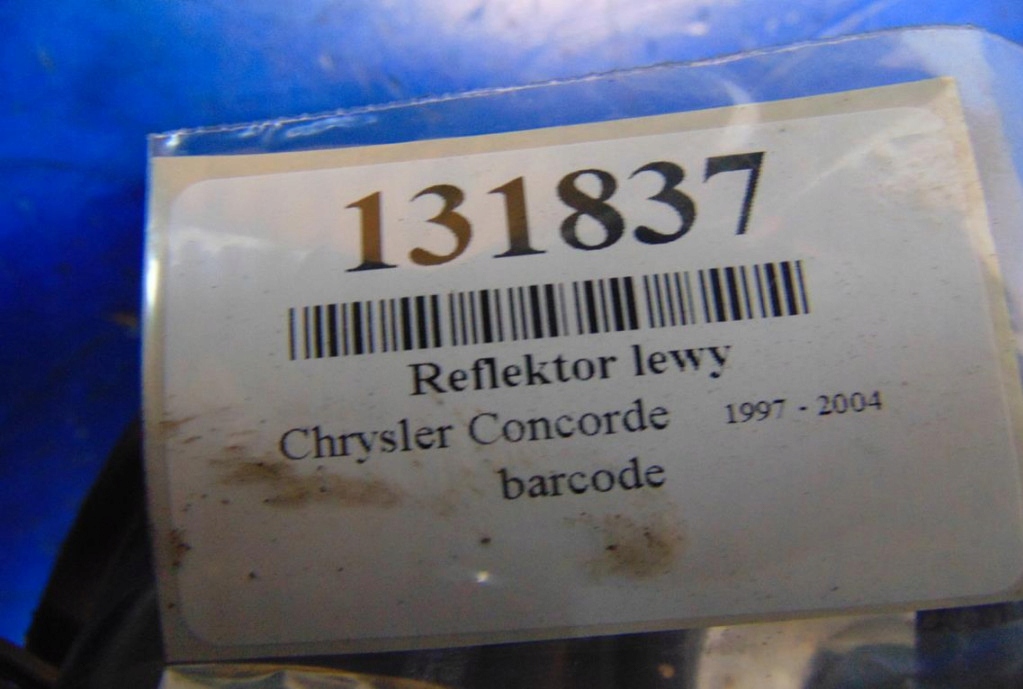 131837
Reflektor lewy
Chrysler Concorde 1997 - 2004
barcode